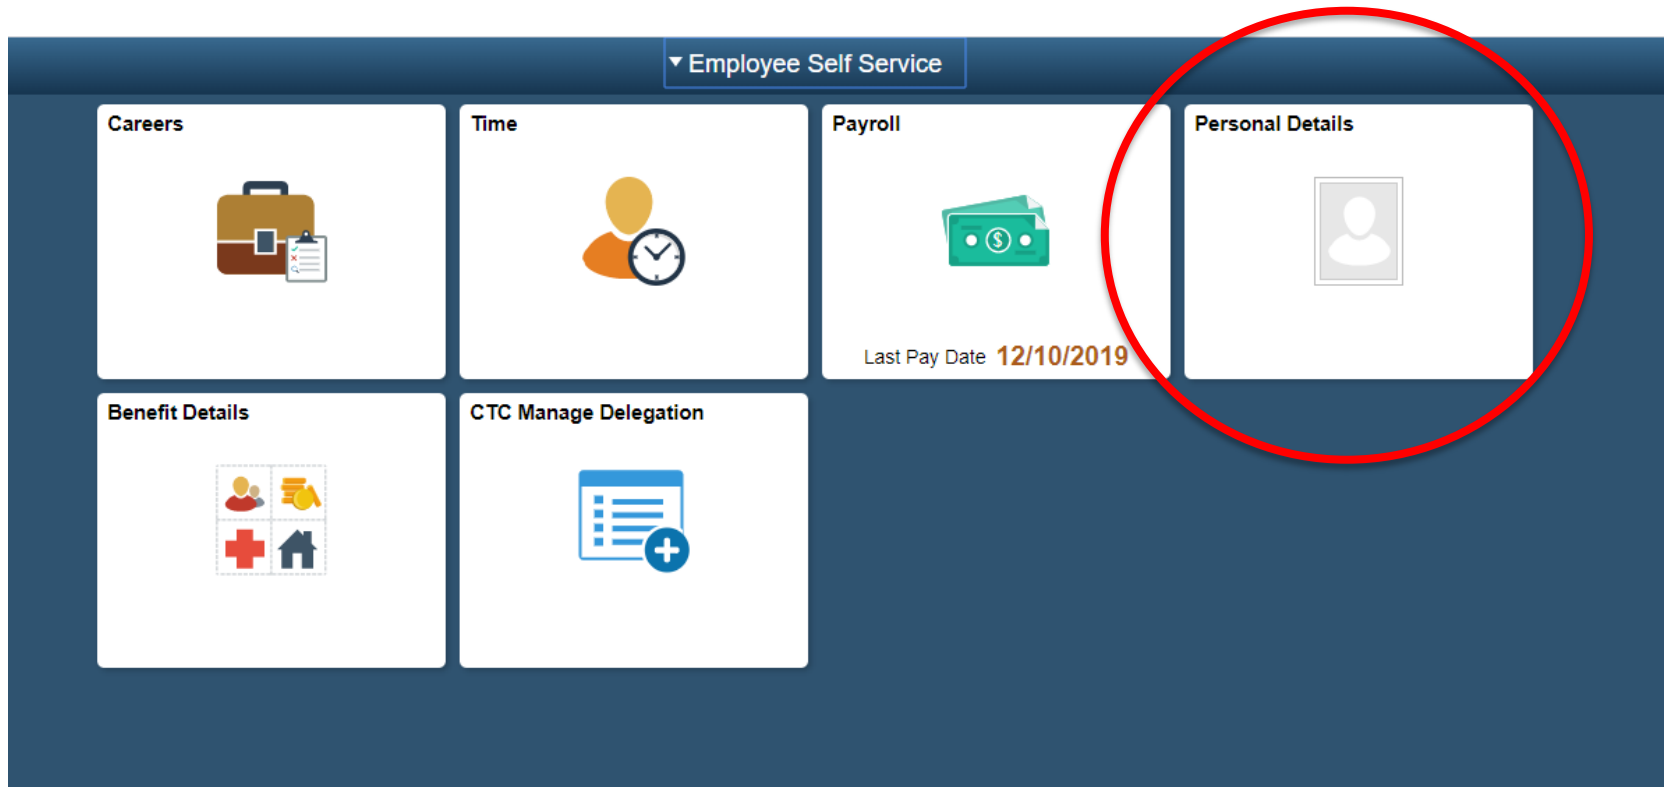 Employee Self Service
Careers
Time
Payroll
Personal Details
$
Last Pay Date 12/10/2019
Benefit Details
CTC Manage Delegation